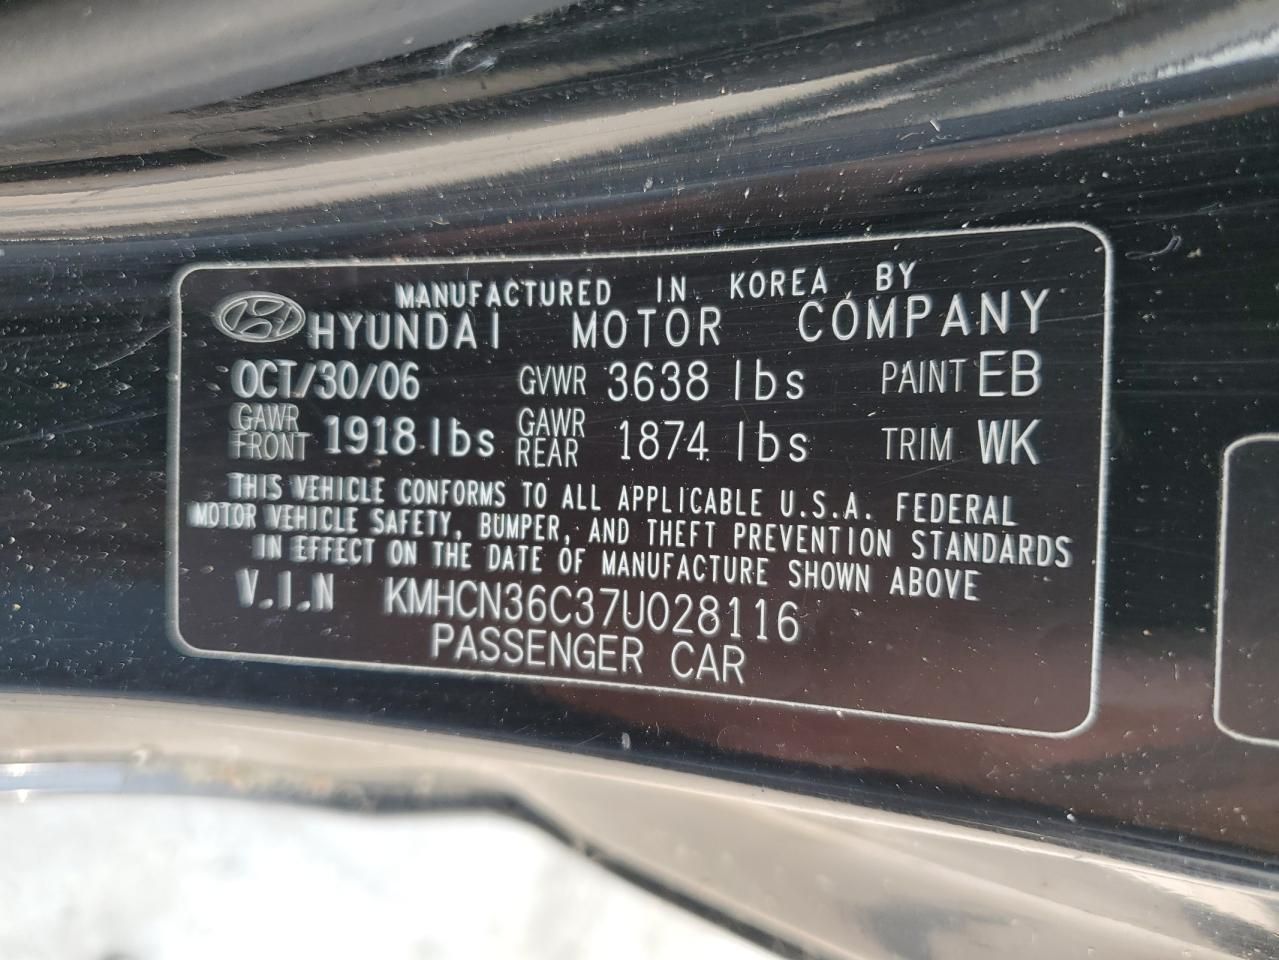 MANUFACTURED IN KOREA BY
HYUNDAI MOTOR COMPANY
OCT/30/06 GVWR 3638 lbs PAINT EB
GAWR FRONT 1918 lbs GAWR REAR 1874 lbs TRIM WK
THIS VEHICLE CONFORMS TO ALL APPLICABLE U.S.A. FEDERAL
MOTOR VEHICLE SAFETY, BUMPER, AND THEFT PREVENTION STANDARDS
IN EFFECT ON THE DATE OF MANUFACTURE SHOWN ABOVE
V.I.N KMHCN36C37U028116
PASSENGER CAR